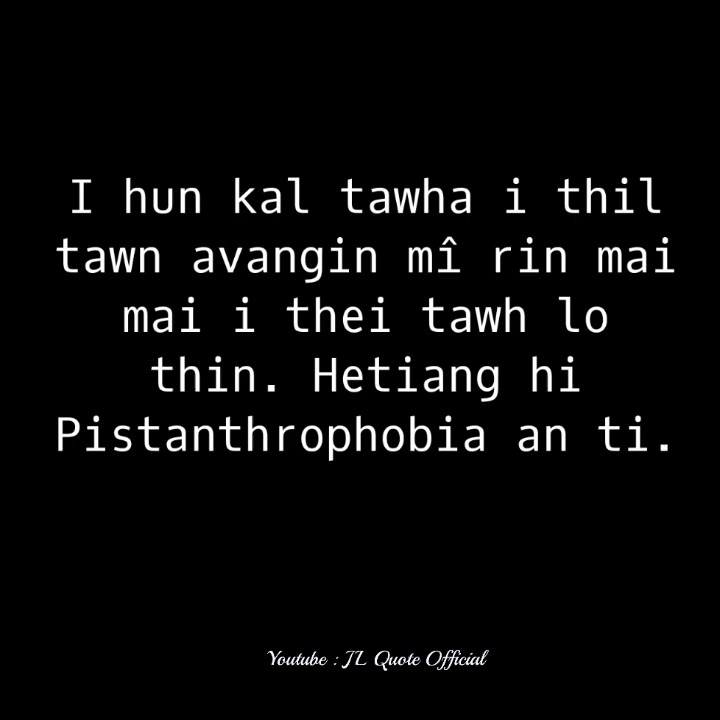 I hun kal tawha i thil
tawn avangin mî rin mai
mai i thei tawh lo
thin. Hetiang hi
Pistanthrophobia an ti.
Youtube : JL Quote Official